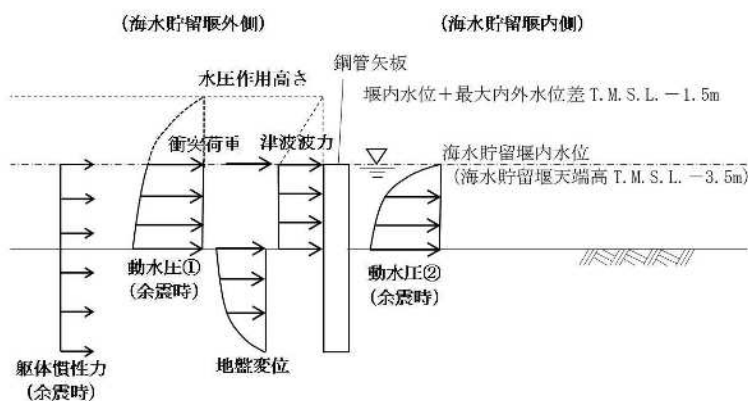 (海水貯留堰外側)
(海水貯留堰内側)
鋼管矢板
水圧作用高さ
堰内水位+最大内外水位差 T.M.S.L.-1.5m
衝突荷重
津波波力
海水貯留堰内水位
(海水貯留堰天端高 T.M.S.L.-3.5m)
動水圧①
(余震時)
動水圧②
(余震時)
躯体慣性力
(余震時)
地盤変位